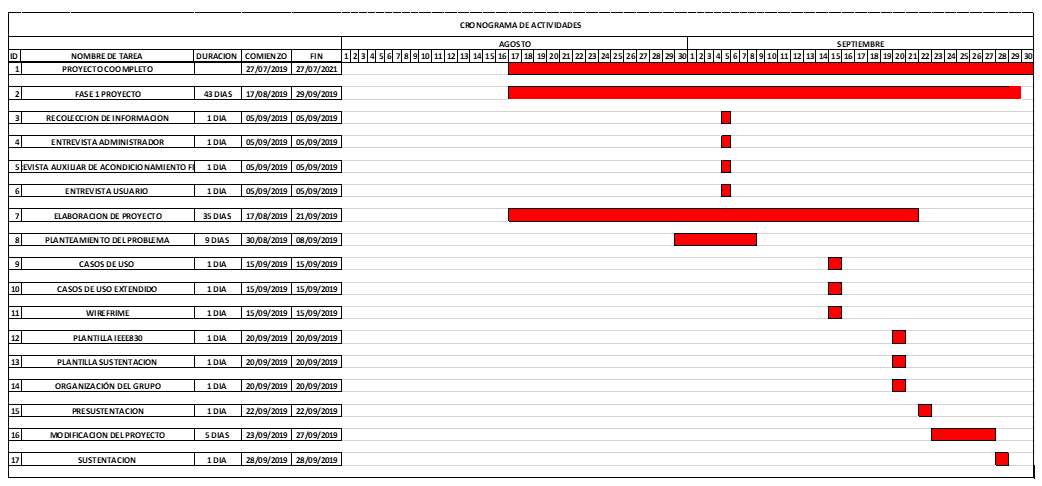 CRONOGRAMA DE ACTIVIDADES
AGOSTO SEPTIEMBRE
ID NOMBRE DE TAREA DURACION COMIENZO FIN 1 2 3 4 5 6 7 8 9 10 11 12 13 14 15 16 17 18 19 20 21 22 23 24 25 26 27 28 29 30 1 2 3 4 5 6 7 8 9 10 11 12 13 14 15 16 17 18 19 20 21 22 23 24 25 26 27 28 29 30
1 PROYECTO COOMPLETO 27/07/2019 27/07/2021
2 FASE 1 PROYECTO 43 DIAS 17/08/2019 29/09/2019
3 RECOLECCION DE INFORMACION 1 DIA 05/09/2019 05/09/2019
4 ENTREVISTA ADMINISTRADOR 1 DIA 05/09/2019 05/09/2019
5 EVISTA AUXILIAR DE ACONDICIONAMIENTO FI 1 DIA 05/09/2019 05/09/2019
6 ENTREVISTA USUARIO 1 DIA 05/09/2019 05/09/2019
7 ELABORACION DE PROYECTO 35 DIAS 17/08/2019 21/09/2019
8 PLANTEAMIENTO DEL PROBLEMA 9 DIAS 30/08/2019 08/09/2019
9 CASOS DE USO 1 DIA 15/09/2019 15/09/2019
10 CASOS DE USO EXTENDIDO 1 DIA 15/09/2019 15/09/2019
11 WIREFRIME 1 DIA 15/09/2019 15/09/2019
12 PLANTILLA IEEE830 1 DIA 20/09/2019 20/09/2019
13 PLANTILLA SUSTENTACION 1 DIA 20/09/2019 20/09/2019
14 ORGANIZACIÓN DEL GRUPO 1 DIA 20/09/2019 20/09/2019
15 PRESUSTENTACION 1 DIA 22/09/2019 22/09/2019
16 MODIFICACION DEL PROYECTO 5 DIAS 23/09/2019 27/09/2019
17 SUSTENTACION 1 DIA 28/09/2019 28/09/2019